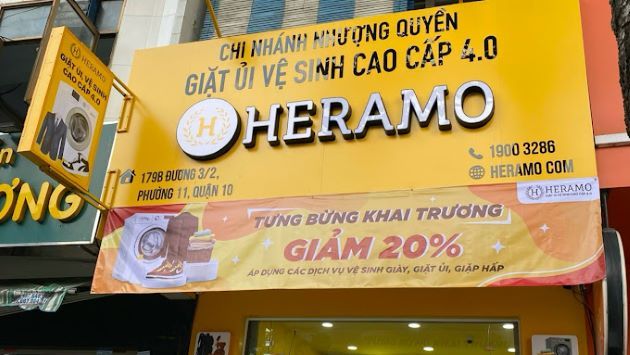 CHI NHÁNH NHƯỢNG QUYỀN
GIẶT ỦI VỆ SINH CAO CẤP 4.0
H HERAMO
179B ĐƯỜNG 3/2,
PHƯỜNG 11, QUẬN 10
1900 3286
HERAMO COM
HERAMO
GIẶT ỦI, VỆ SINH
CAO CẤP 4.0
ƠNG
H HERAMO
TƯNG BỪNG KHAI TRƯƠNG
GIẢM 20%
ÁP DỤNG CÁC DỊCH VỤ VỆ SINH GIÀY, GIẶT ỦI, GIẶP HẤP